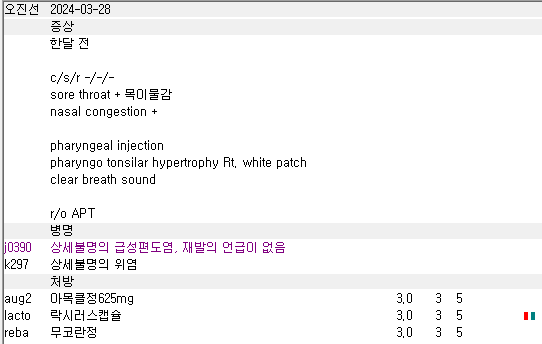 오진선 2024-03-28
증상
한달 전
c/s/r -/-/-
sore throat + 목이물감
nasal congestion +
pharyngeal injection
pharyngo tonsilar hypertrophy Rt, white patch
clear breath sound
r/o APT
병명
j0390 상세불명의 급성편도염, 재발의 언급이 없음
k297 상세불명의 위염
처방
aug2 아목클정625mg 3.0 3 5
lacto 락시러스캡슐 3.0 3 5
reba 무코란정 3.0 3 5